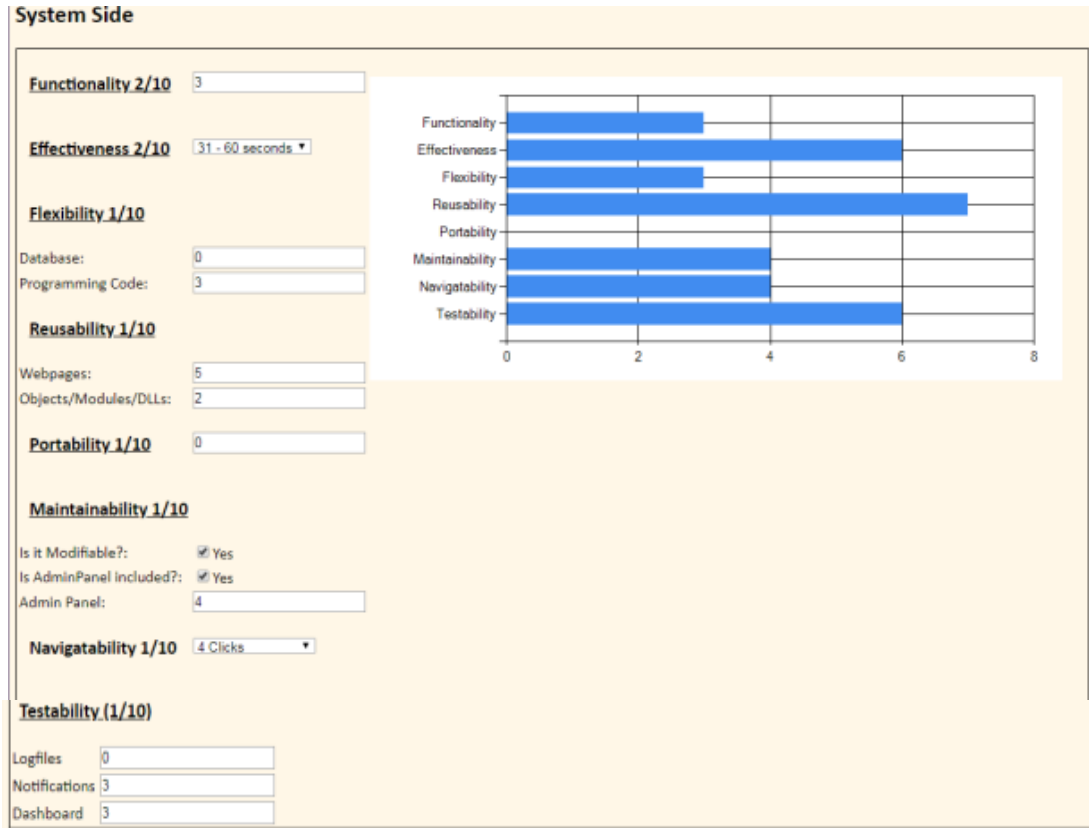 System Side
Functionality 2/10 3
Effectiveness 2/10 31 - 60 seconds
Flexibility 1/10
Database: 0
Programming Code: 3
Reusability 1/10
Webpages: 5
Objects/Modules/DLLs: 2
Portability 1/10 0
Maintainability 1/10
Is it Modifiable?: Yes
Is AdminPanel included?: Yes
Admin Panel: 4
Navigatability 1/10 4 Clicks
Testability (1/10)
Logfiles 0
Notifications 3
Dashboard 3
Functionality
Effectiveness
Flexibility
Reusability
Portability
Maintainability
Navigatability
Testability
0 2 4 6 8